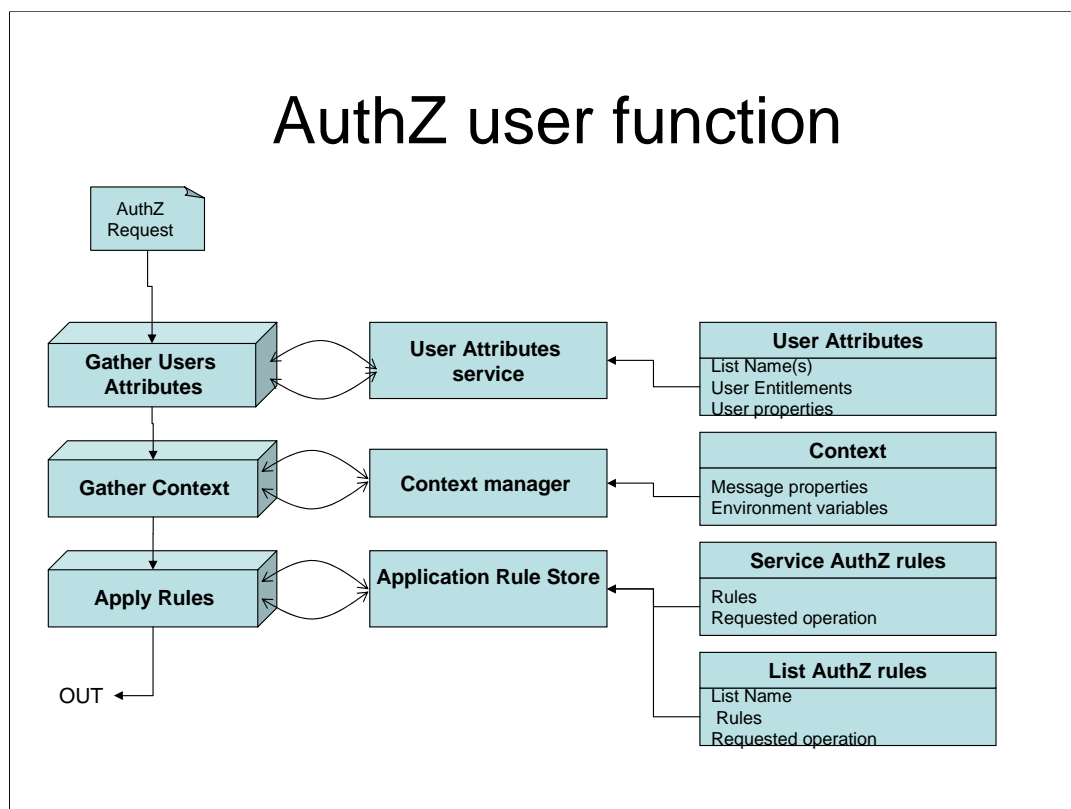 AuthZ user function
AuthZ
Request
Gather Users
Attributes
User Attributes
service
User Attributes
List Name(s)
User Entitlements
User properties
Gather Context
Context manager
Context
Message properties
Environment variables
Apply Rules
Application Rule Store
Service AuthZ rules
Rules
Requested operation
List AuthZ rules
List Name
Rules
Requested operation
OUT